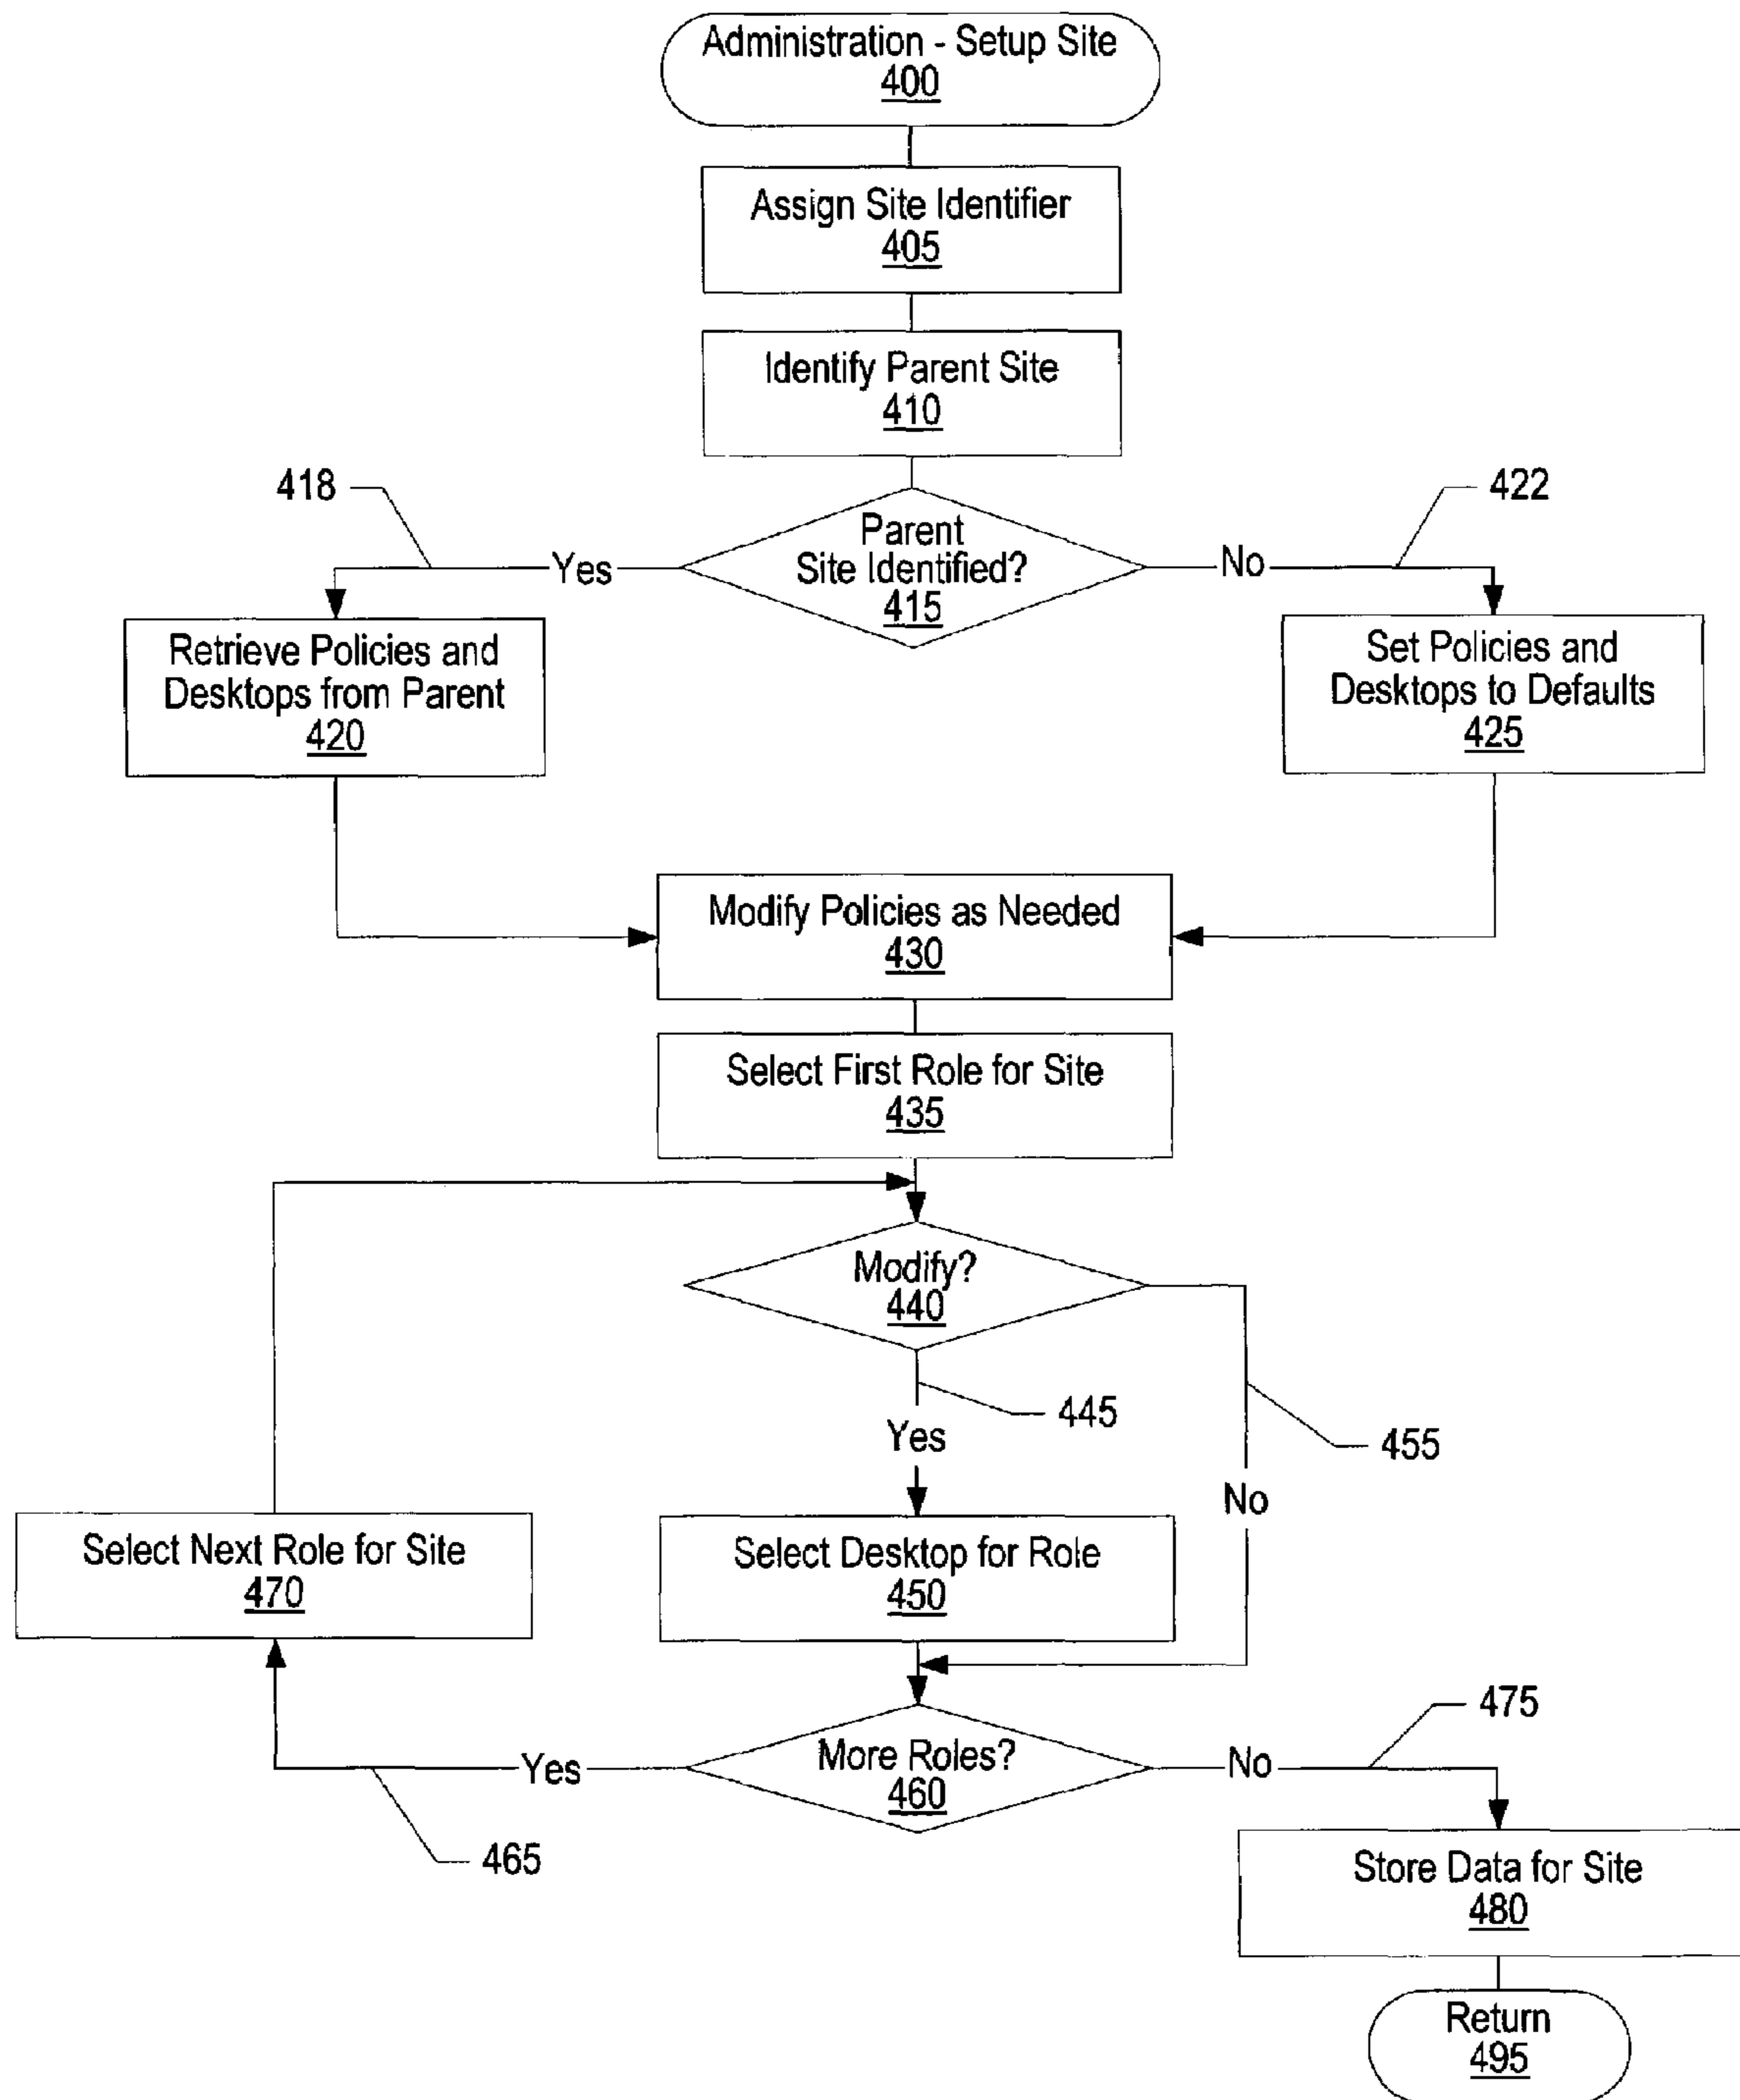 Administration - Setup Site
400
Assign Site Identifier
405
Identify Parent Site
410
418
422
Parent
Site Identified?
415
Yes
No
Retrieve Policies and
Desktops from Parent
420
Set Policies and
Desktops to Defaults
425
Modify Policies as Needed
430
Select First Role for Site
435
Modify?
440
445
Yes
455
No
Select Next Role for Site
470
Select Desktop for Role
450
More Roles?
460
Yes
No
475
465
Store Data for Site
480
Return
495